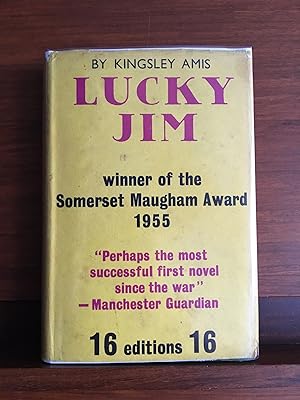 BY KINGSLEY AMIS
LUCKY
JIM
winner of the
Somerset Maugham Award
1955
"Perhaps the most
successful first novel
since the war"
— Manchester Guardian
16 editions 16